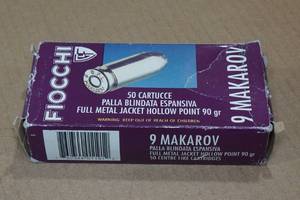 FIOCCHI
50 CARTUCCE
PALLA BLINDATA ESPANSIVA
FULL METAL JACKET HOLLOW POINT 90 gr
WARNING: KEEP OUT OF REACH OF CHILDREN.
9 MAKAROV
9 MAKAROV
PALLA BLINDATA ESPANSIVA
FULL METAL JACKET HOLLOW POINT 90 gr
50 CENTRE FIRE CARTRIDGES